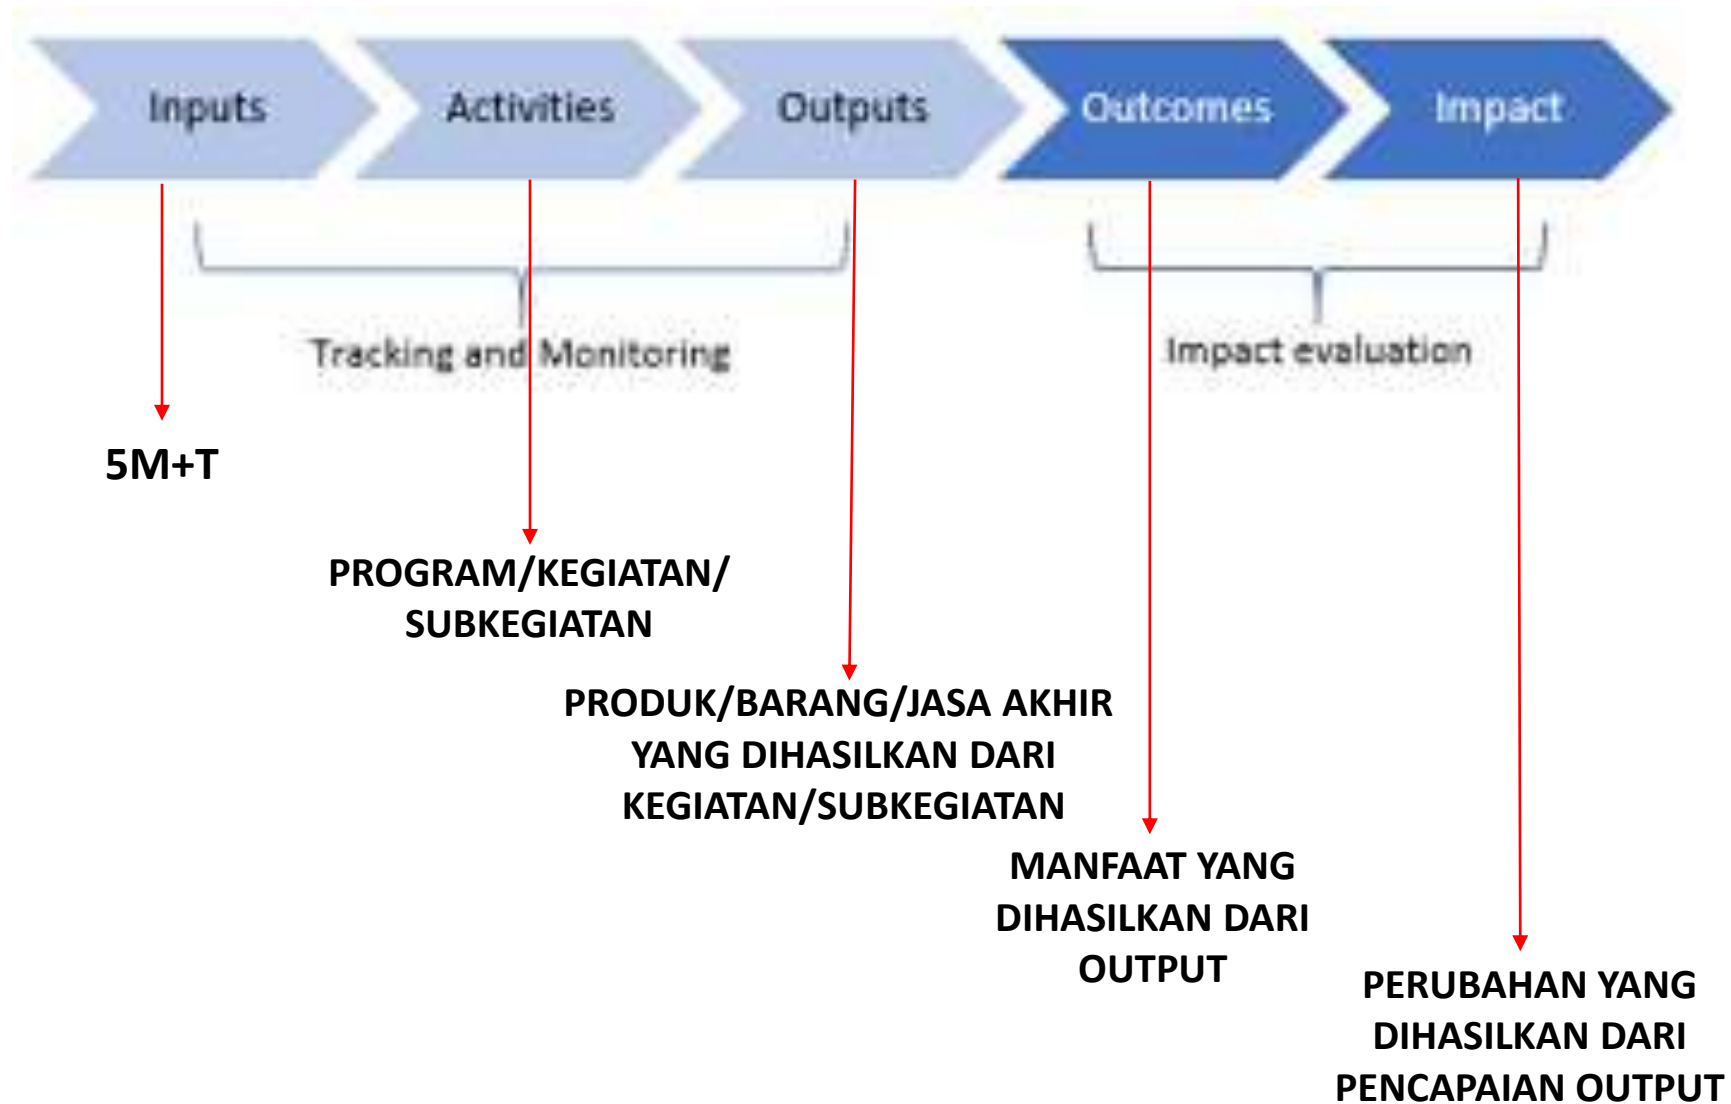 Inputs
Activities
Outputs
Outcomes
Impact
Tracking and Monitoring
Impact evaluation
5M+T
PROGRAM/KEGIATAN/
SUBKEGIATAN
PRODUK/BARANG/JASA AKHIR
YANG DIHASILKAN DARI
KEGIATAN/SUBKEGIATAN
MANFAAT YANG
DIHASILKAN DARI
OUTPUT
PERUBAHAN YANG
DIHASILKAN DARI
PENCAPAIAN OUTPUT